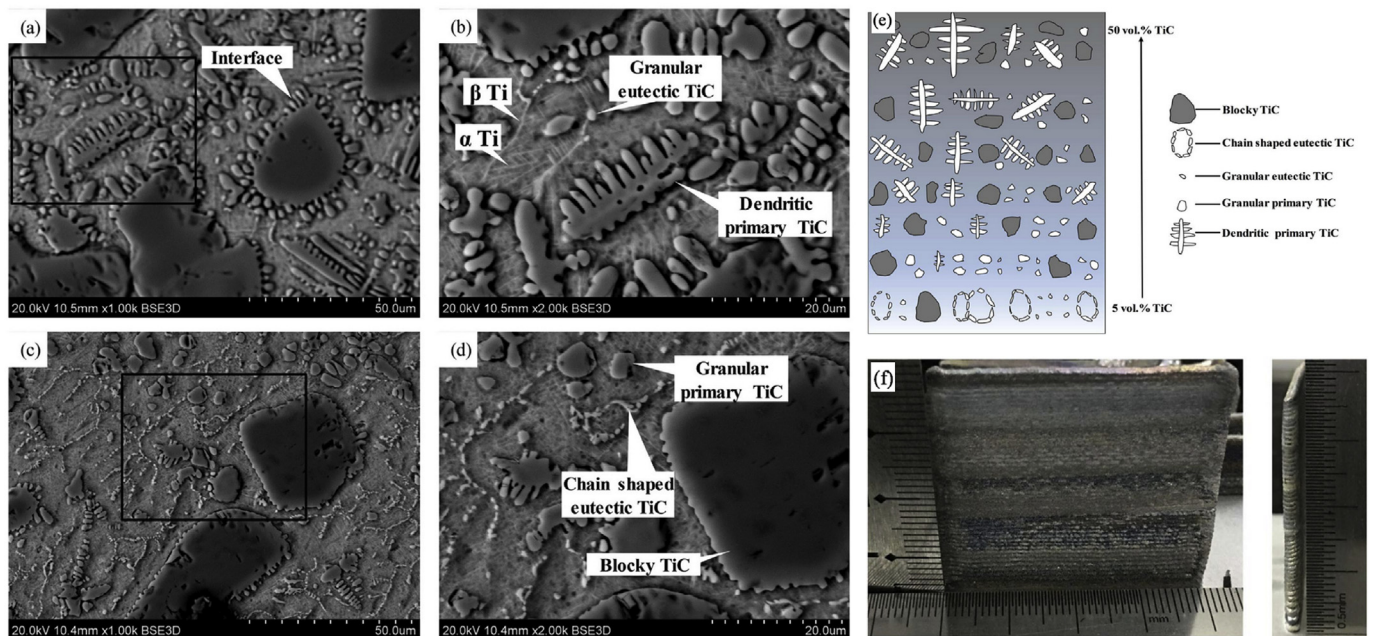 (a)
Interface
20.0kV 10.5mm x1.00k BSE3D
50.0um
(b)
β Ti
α Ti
Granular
eutectic TiC
Dendritic
primary TiC
20.0kV 10.5mm x2.00k BSE3D
20.0um
(c)
20.0kV 10.4mm x1.00k BSE3D
50.0um
(d)
Granular
primary TiC
Chain shaped
eutectic TiC
Blocky TiC
20.0kV 10.4mm x2.00k BSE3D
20.0um
(e)
50 vol.% TiC
5 vol.% TiC
Blocky TiC
Chain shaped eutectic TiC
Granular eutectic TiC
Granular primary TiC
Dendritic primary TiC
(f)
mm
0.5mm